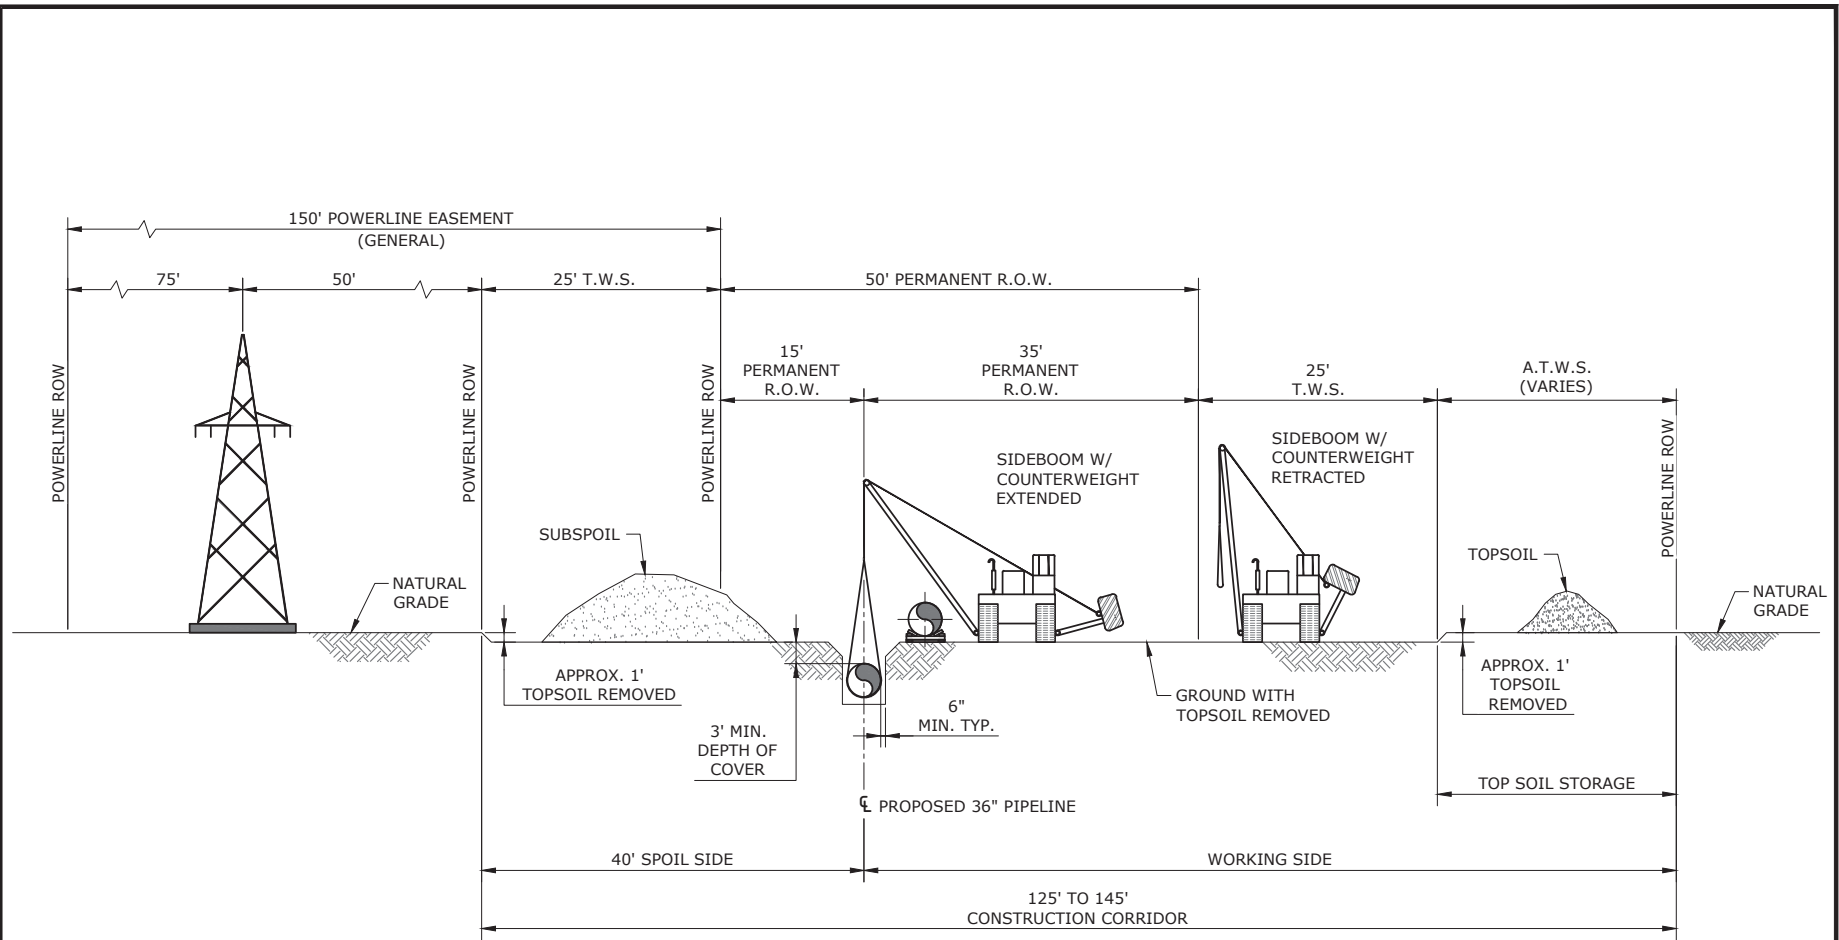 150' POWERLINE EASEMENT
(GENERAL)
75'
50'
25' T.W.S.
50' PERMANENT R.O.W.
15'
PERMANENT
R.O.W.
35'
PERMANENT
R.O.W.
25'
T.W.S.
A.T.W.S.
(VARIES)
POWERLINE ROW
POWERLINE ROW
POWERLINE ROW
POWERLINE ROW
SIDEBOOM W/
COUNTERWEIGHT
EXTENDED
SIDEBOOM W/
COUNTERWEIGHT
RETRACTED
SUBSPOIL
TOPSOIL
NATURAL
GRADE
NATURAL
GRADE
APPROX. 1'
TOPSOIL REMOVED
3' MIN.
DEPTH OF
COVER
6"
MIN. TYP.
GROUND WITH
TOPSOIL REMOVED
APPROX. 1'
TOPSOIL
REMOVED
TOP SOIL STORAGE
℄ PROPOSED 36" PIPELINE
40' SPOIL SIDE
WORKING SIDE
125' TO 145'
CONSTRUCTION CORRIDOR